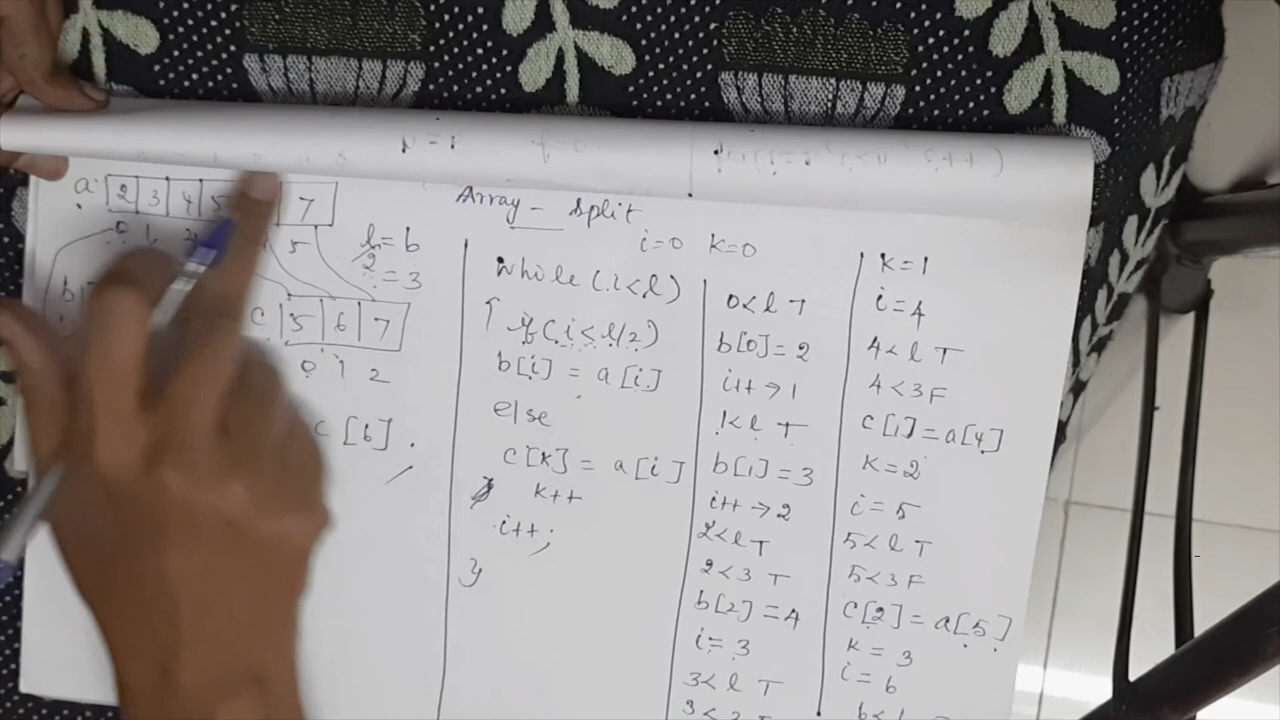 n=1
Array - Split
a: 2 3 4 5 7
5
l = 6
2 = 3
b
c 5 6 7
0 1 2
c[6].
i=0 k=0
while(i<l)
if(i<l/2)
b[i] = a[i]
else
c[k] = a[i]
k++
i++;
}
0<l T
b[0]=2
i++→1
1<l T
b[1]=3
i++→2
2<l T
2<3 T
b[2]=4
i=3
3<l T
k=1
i=4
4<l T
4<3 F
c[1]=a[4]
k=2
i=5
5<l T
5<3 F
c[2]=a[5]
k=3
i=6